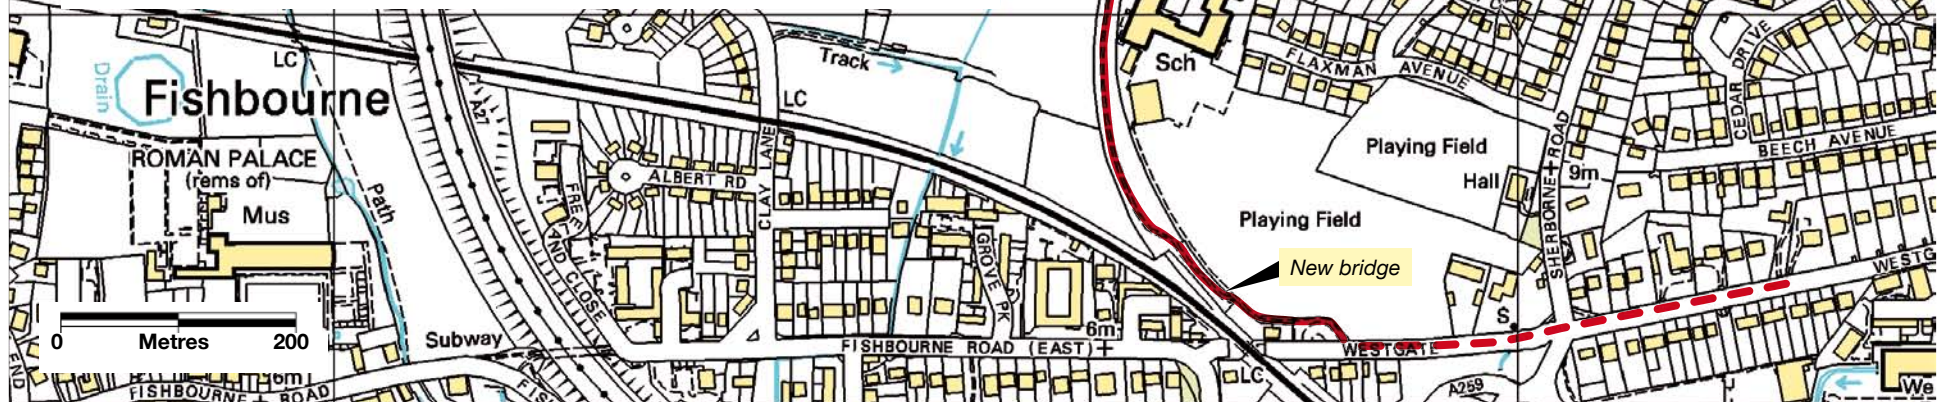 LC
Drain
Fishbourne
A27
ROMAN PALACE
(rems of)
Mus
Path
Track
LC
ALBERT RD
CLAY LANE
GROVE PK
Sch
FLAXMAN AVENUE
CEDAR DRIVE
BEECH AVENUE
Playing Field
Hall
9m
Playing Field
SHERBORNE ROAD
New bridge
0 Metres 200
Subway
6m
FISHBOURNE ROAD (EAST)
6m
WESTGATE
S
WESTG
LC
A259
END
FISHBOURNE ROAD
We